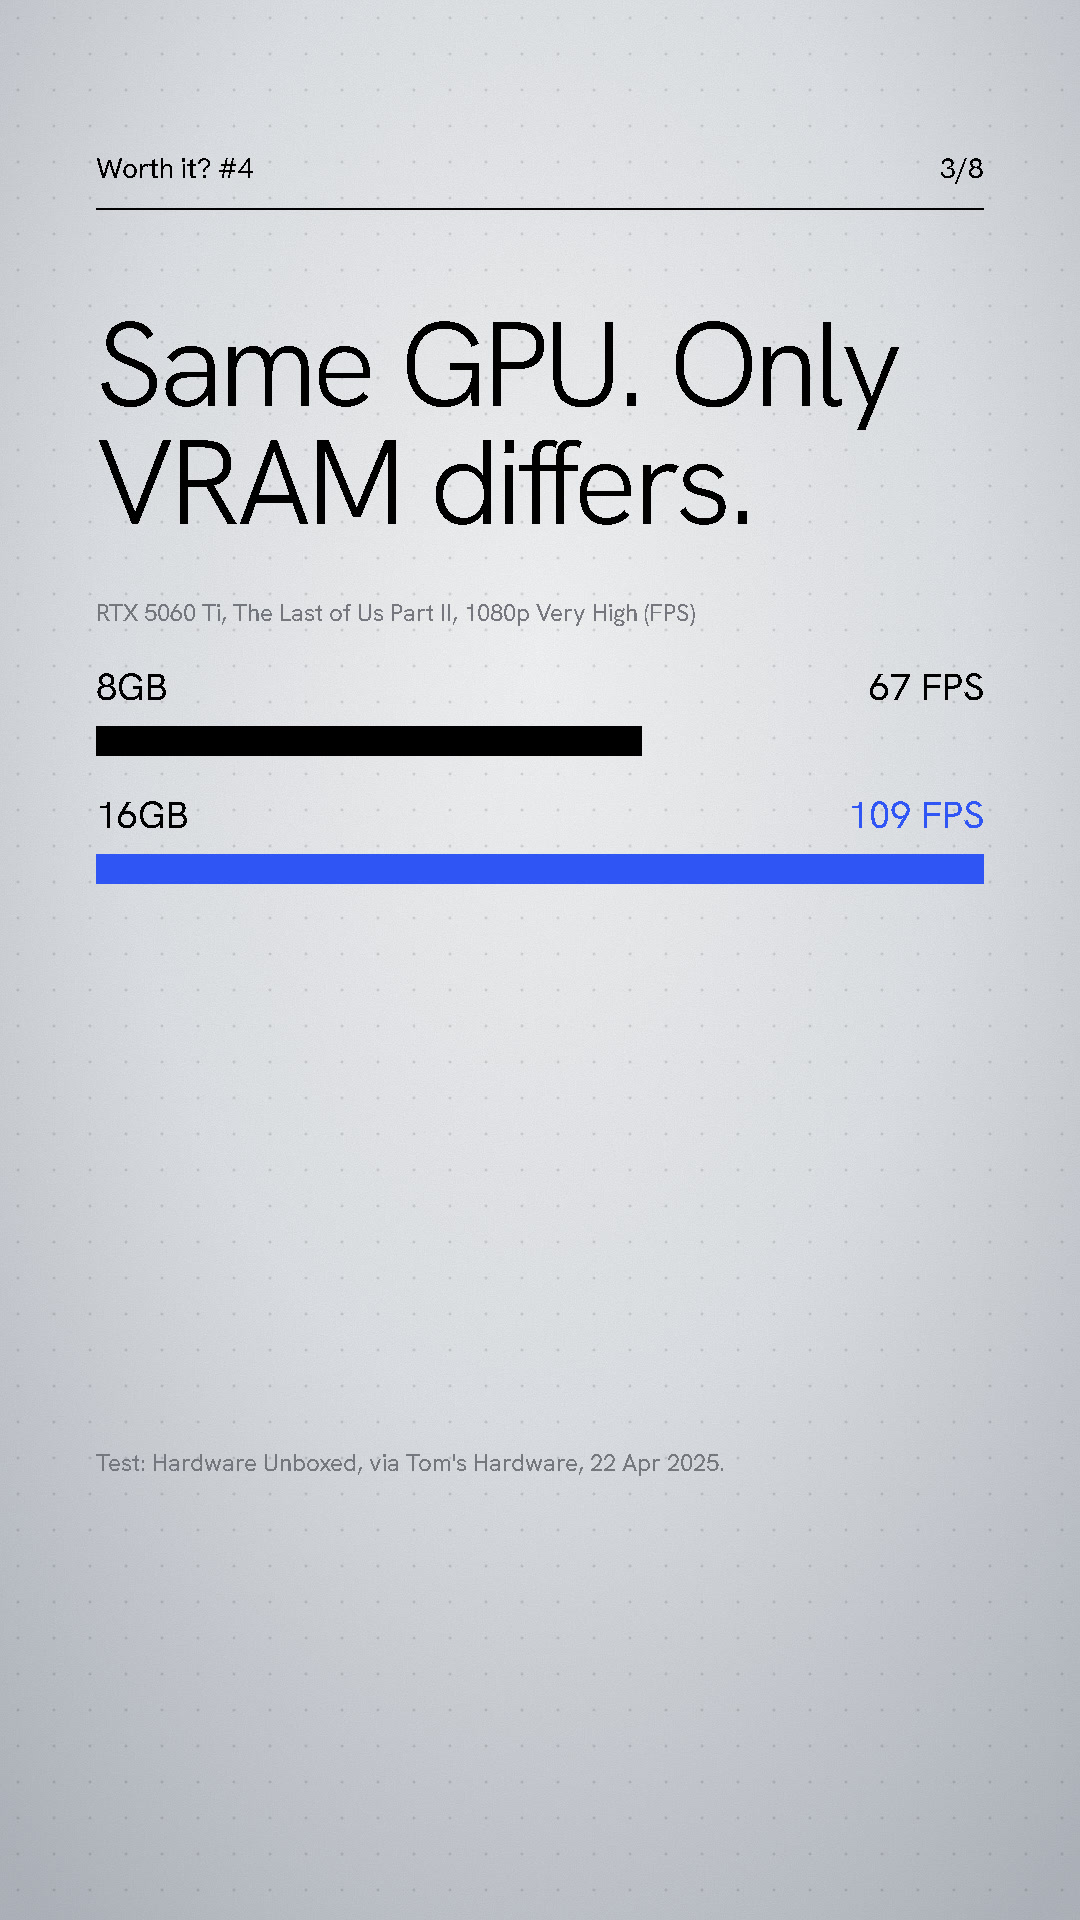 Worth it? #4
3/8
Same GPU. Only
VRAM differs.
RTX 5060 Ti, The Last of Us Part II, 1080p Very High (FPS)
8GB
67 FPS
16GB
109 FPS
Test: Hardware Unboxed, via Tom's Hardware, 22 Apr 2025.